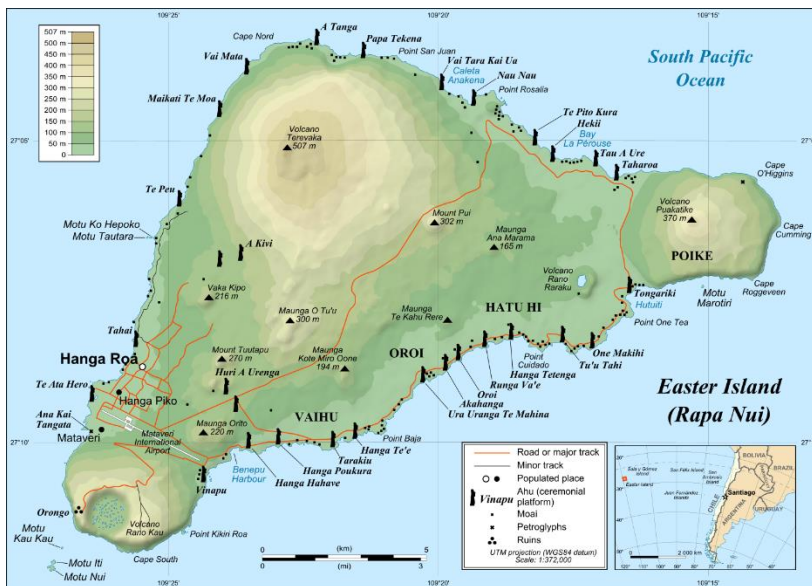 507 m
500 m
450 m
400 m
350 m
300 m
250 m
200 m
150 m
100 m
50 m
0
109°25
109°20
109°15
27°05
27°05
27°10
27°10
109°25
109°20
109°15
Cape Nord
A Tanga
Papa Tekena
Point San Juan
Vai Mata
Vai Tara Kai Ua
Caleta
Anakena
Nau Nau
Point Rosalia
South Pacific
Ocean
Maikati Te Moa
Te Pito Kura
Hekii
Bay
La Pérouse
Tau A Ure
Taharoa
Volcano
Terevaka
507 m
Cape
O'Higgins
Te Peu
Volcano
Puakatike
370 m
Cape
Cumming
POIKE
Cape
Roggeveen
Motu Ko Hepoko
Motu Tautara
A Kivi
Mount Pui
302 m
Maunga
Ana Marama
165 m
Volcano
Rano
Raraku
Vaka Kipo
216 m
Maunga O Tu'u
300 m
Maunga
Te Kahu Rere
HATU HI
Tongariki
Hutuiti
Motu
Marotiri
Point One Tea
Tahai
Hanga Roa
Mount Tuutapu
270 m
Maunga
Kote Miro Oone
194 m
OROI
Point
Cuidado
One Makihi
Tu'u Tahi
Hanga Tetenga
Runga Va'e
Oroi
Akahanga
Ura Uranga Te Mahina
Te Ata Hero
Hanga Piko
Huri A Urenga
Ana Kai
Tangata
Mataveri
Mataveri
International
Airport
Maunga Orito
220 m
VAIHU
Point Baja
Hanga Te'e
Tarakiu
Hanga Poukura
Hanga Hahave
Benepu
Harbour
Vinapu
Orongo
Volcano
Rano Kau
Point Kikiri Roa
Cape South
Motu
Kau Kau
Motu Iti
Motu Nui
Easter Island
(Rapa Nui)
(km)
0
5
0
3
(mi)
Road or major track
Minor track
Populated place
Vinapu
Ahu (ceremonial
platform)
Moai
Petroglyphs
Ruins
UTM projection (WGS84 datum)
Scale: 1:372,000
BOLIVIA
BRAZIL
CHILE
ARGENTINA
URUGUAY
Santiago
Easter Island
0
2 000 km